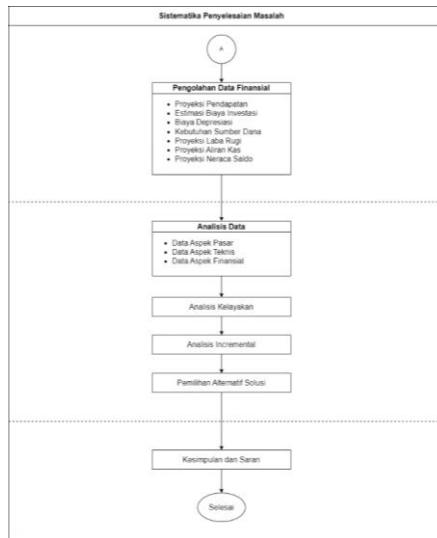 Sistematika Penyelesaian Masalah
A
Pengolahan Data Finansial
• Proyeksi Pendapatan
• Estimasi Biaya Investasi
• Biaya Depresiasi
• Kebutuhan Sumber Dana
• Proyeksi Laba Rugi
• Proyeksi Aliran Kas
• Proyeksi Neraca Saldo
Analisis Data
• Data Aspek Pasar
• Data Aspek Teknis
• Data Aspek Finansial
Analisis Kelayakan
Analisis Incremental
Pemilihan Alternatif Solusi
Kesimpulan dan Saran
Selesai